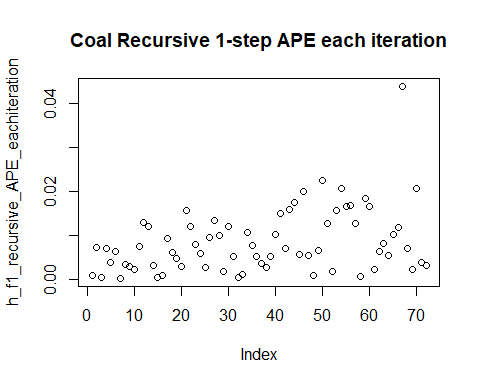 Coal Recursive 1-step APE each iteration
h_f1_recursive_APE_eachiteration
0.04
0.02
0.00
0 10 20 30 40 50 60 70
Index